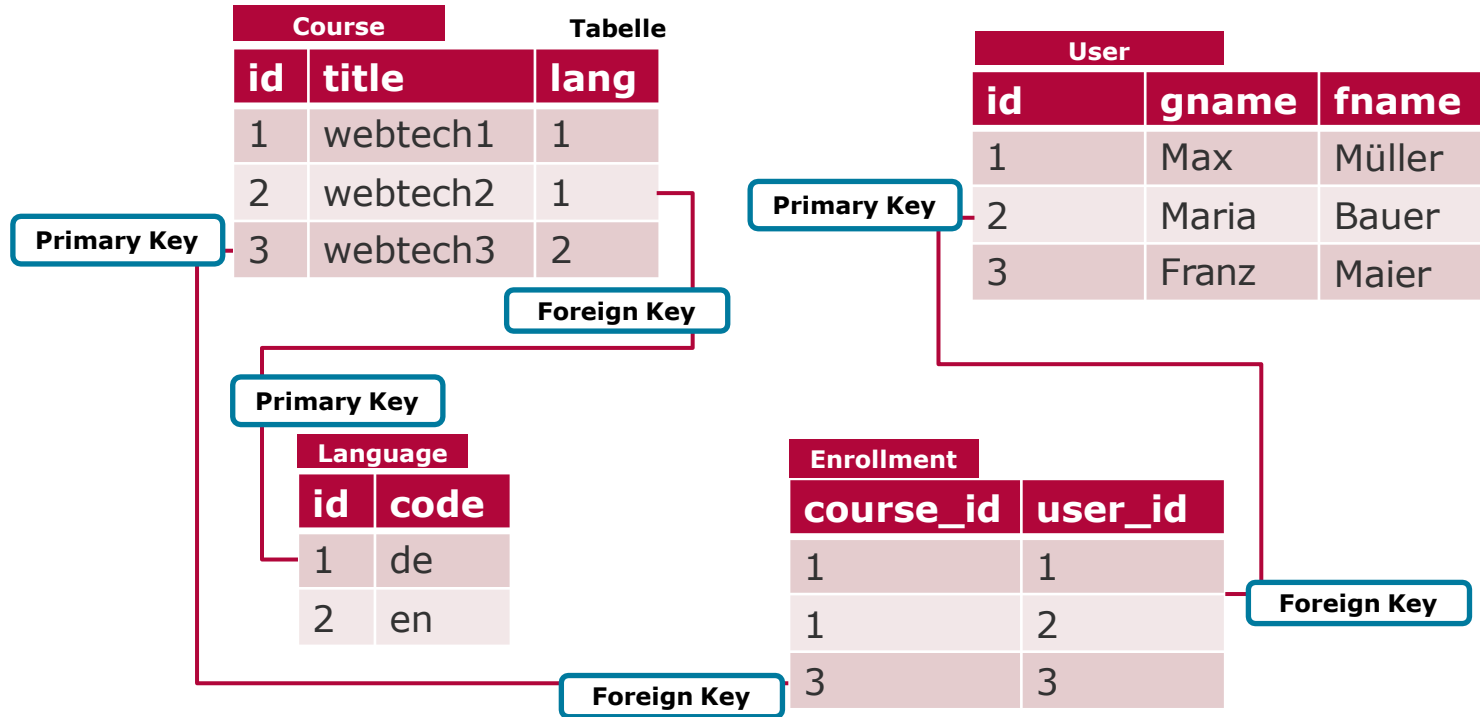 Course
Tabelle
id title lang
1 webtech1 1
2 webtech2 1
3 webtech3 2
Primary Key
Foreign Key
User
id gname fname
1 Max Müller
2 Maria Bauer
3 Franz Maier
Primary Key
Primary Key
Language
id code
1 de
2 en
Enrollment
course_id user_id
1 1
1 2
3 3
Foreign Key
Foreign Key